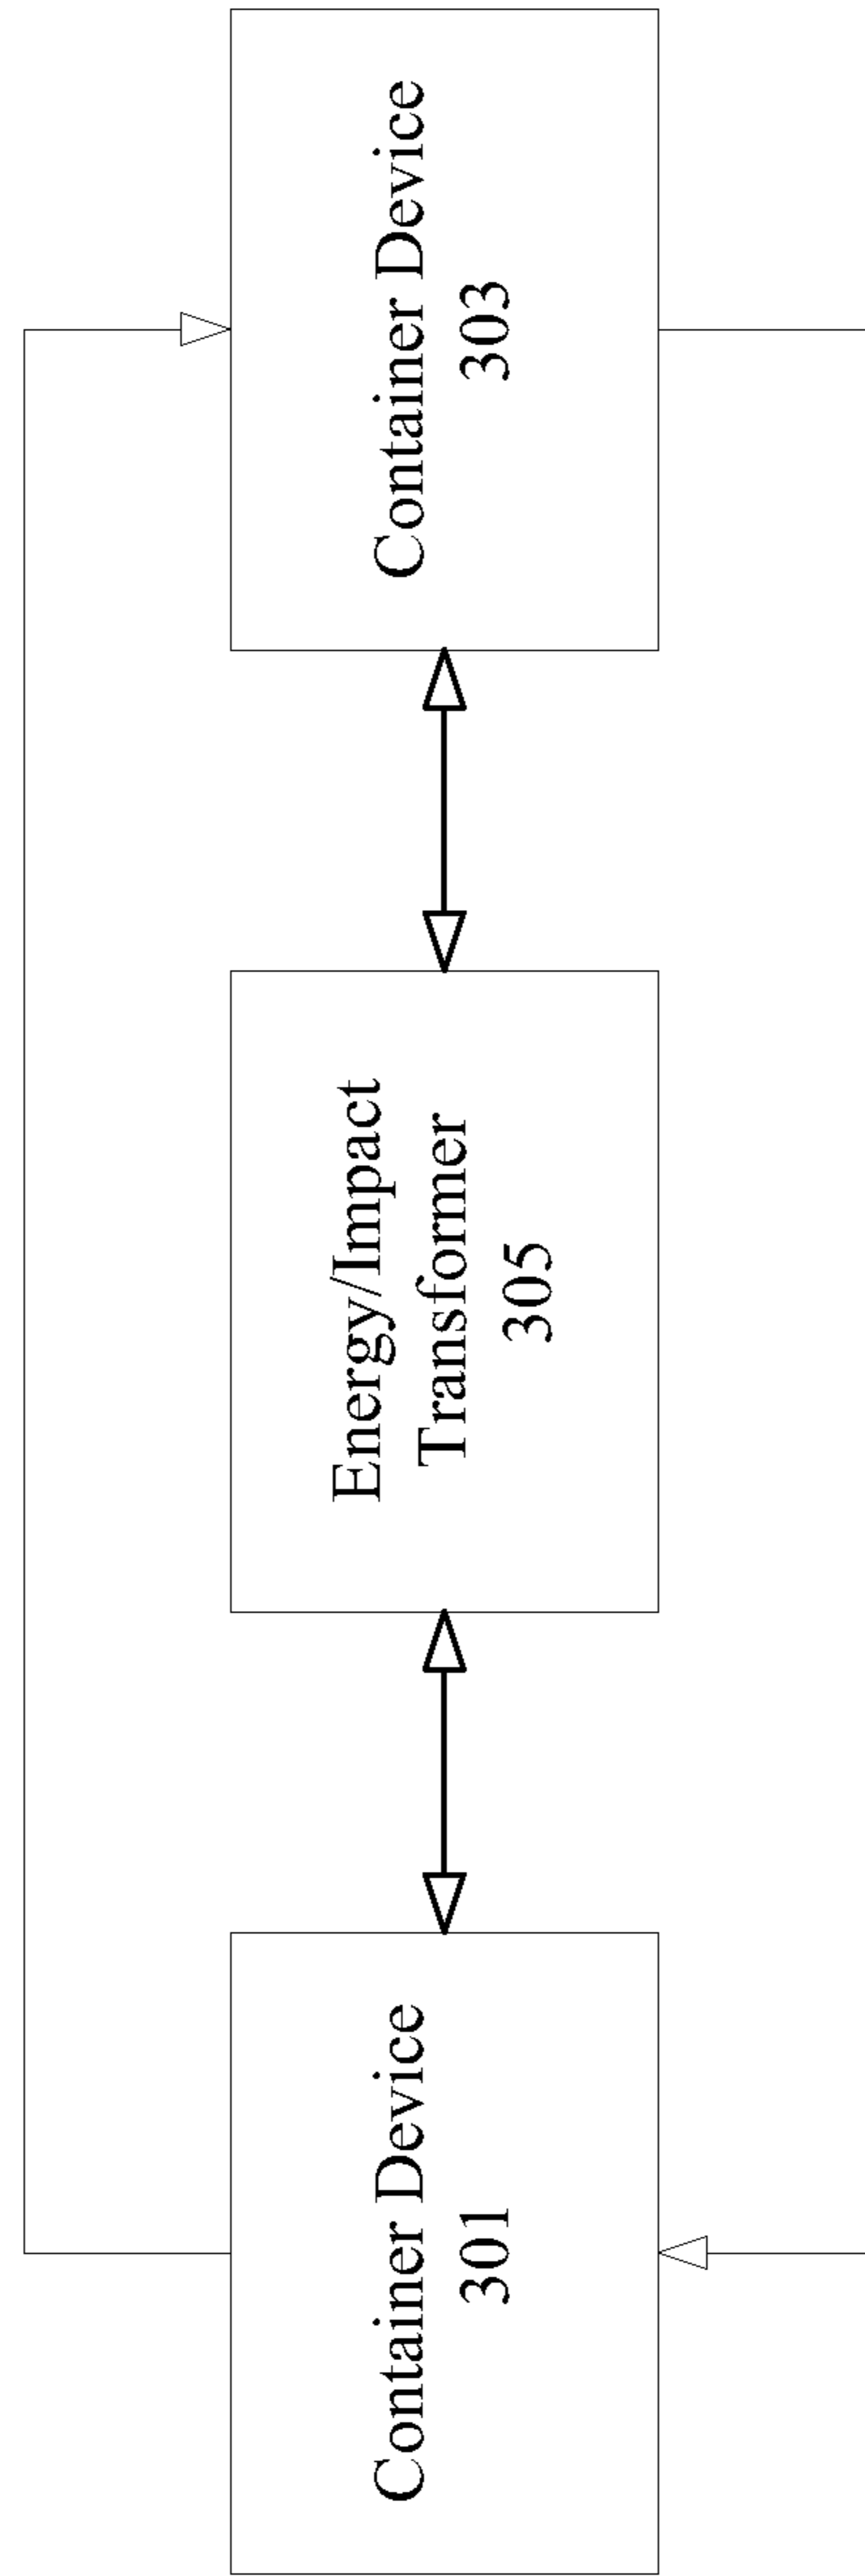 Container Device
301
Energy/Impact
Transformer
305
Container Device
303